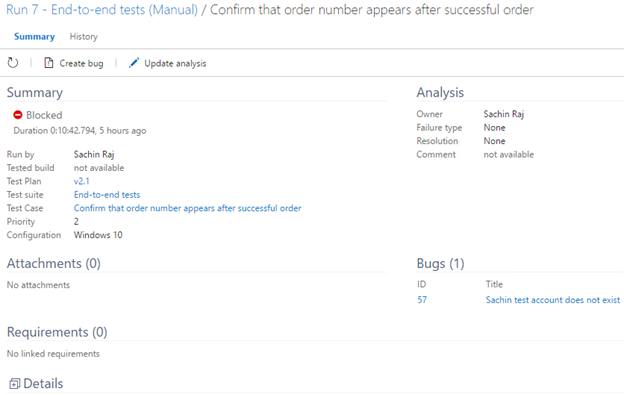 Run 7 - End-to-end tests (Manual) / Confirm that order number appears after successful order
Summary History
Create bug Update analysis
Summary
Blocked
Duration 0:10:42.794, 5 hours ago
Run by Sachin Raj
Tested build not available
Test Plan v2.1
Test suite End-to-end tests
Test Case Confirm that order number appears after successful order
Priority 2
Configuration Windows 10
Analysis
Owner Sachin Raj
Failure type None
Resolution None
Comment not available
Attachments (0)
No attachments
Bugs (1)
ID Title
57 Sachin test account does not exist
Requirements (0)
No linked requirements
Details